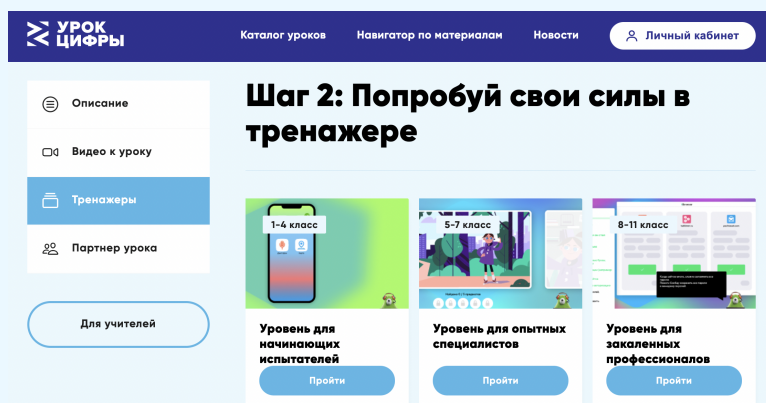 УРОК
ЦИФРЫ
Каталог уроков
Навигатор по материалам
Новости
Личный кабинет
Описание
Видео к уроку
Тренажеры
Партнер урока
Для учителей
Шаг 2: Попробуй свои силы в
тренажере
1-4 класс
5-7 класс
8-11 класс
Уровень для
начинающих
испытателей
Пройти
Уровень для опытных
специалистов
Пройти
Уровень для
закаленных
профессионалов
Пройти